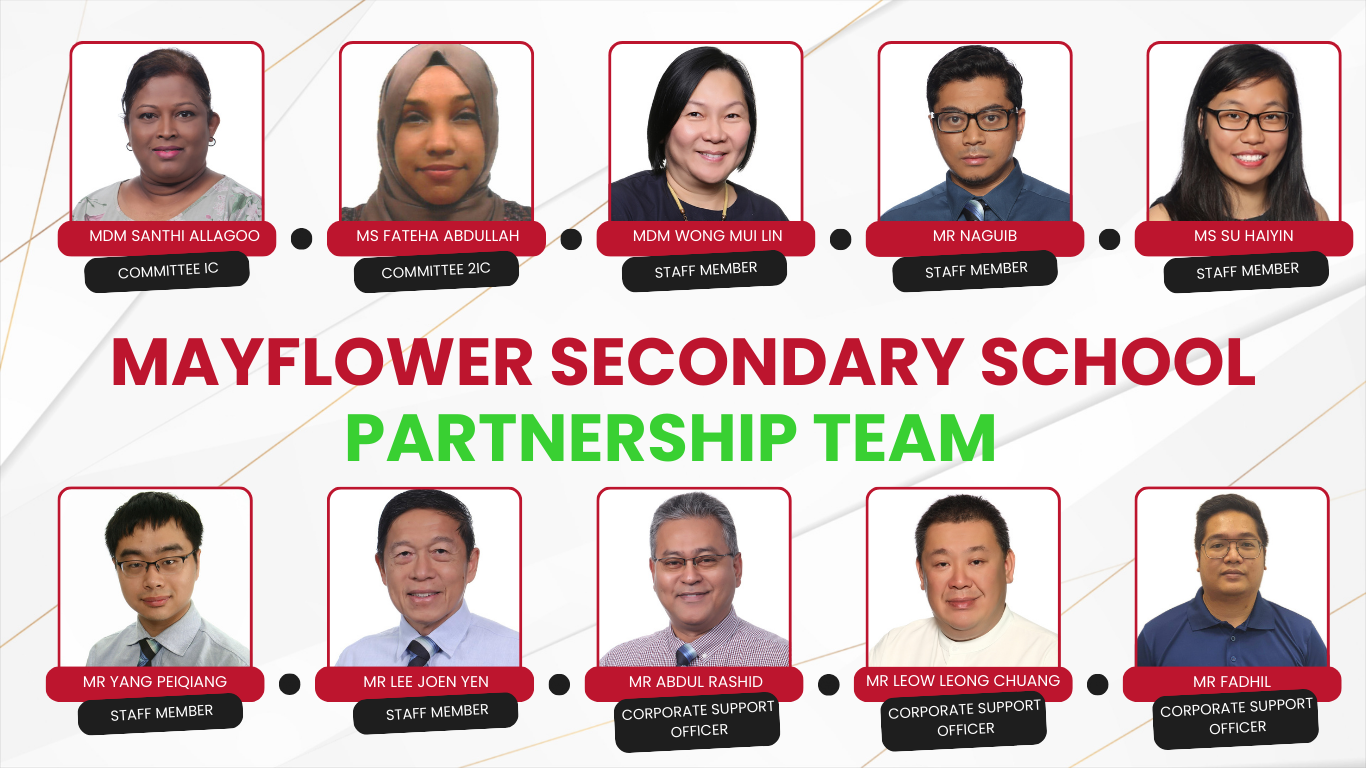 MDM SANTHI ALLAGOO
COMMITTEE IC
MS FATEHA ABDULLAH
COMMITTEE 2IC
MDM WONG MUI LIN
STAFF MEMBER
MR NAGUIB
STAFF MEMBER
MS SU HAIYIN
STAFF MEMBER
MAYFLOWER SECONDARY SCHOOL
PARTNERSHIP TEAM
MR YANG PEIQIANG
STAFF MEMBER
MR LEE JOEN YEN
STAFF MEMBER
MR ABDUL RASHID
CORPORATE SUPPORT
OFFICER
MR LEOW LEONG CHUANG
CORPORATE SUPPORT
OFFICER
MR FADHIL
CORPORATE SUPPORT
OFFICER